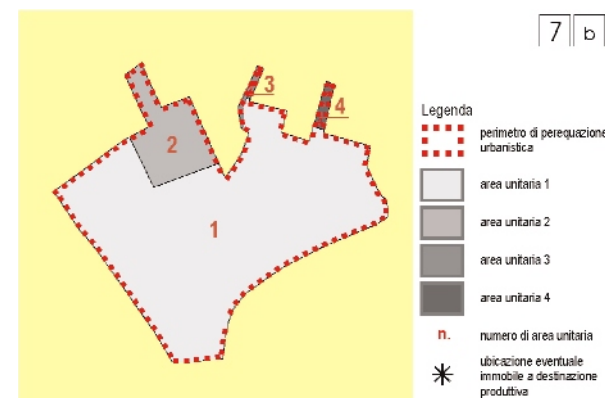 7 b
3
4
2
1
Legenda
perimetro di perequazione
urbanistica
area unitaria 1
area unitaria 2
area unitaria 3
area unitaria 4
n. numero di area unitaria
ubicazione eventuale
immobile a destinazione
produttiva